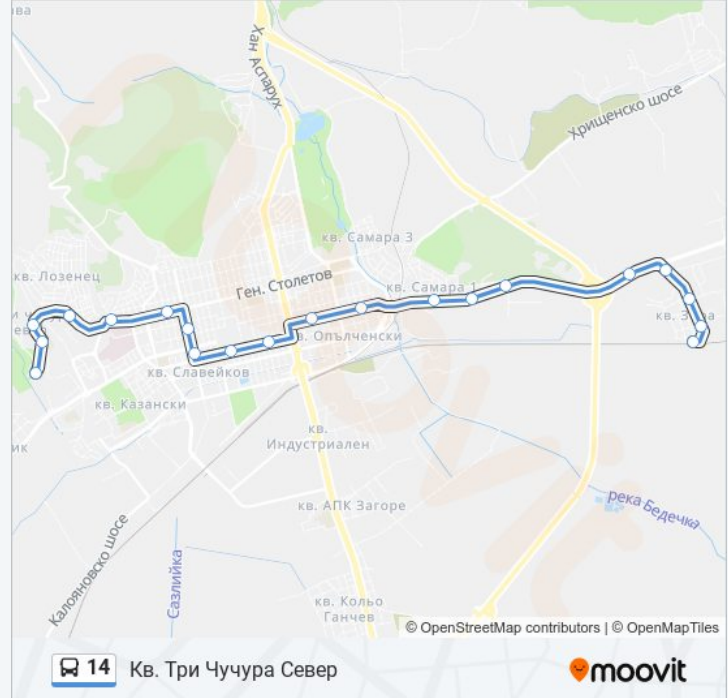 ава
Хан Аспарух
Хрищенско шосе
кв. Самара 3
кв. Лозенец
Ген. Столетов
кв. Самара 1
кв. Опълченски
кв. Славейков
кв. Казански
ик
кв.
Индустриален
кв. АПК Загоре
река Бедечка
Калояновско шосе
Сазлийка
кв. Кольо
Ганчев
© OpenStreetMap contributors | © OpenMapTiles
14 Кв. Три Чучура Север
moovit